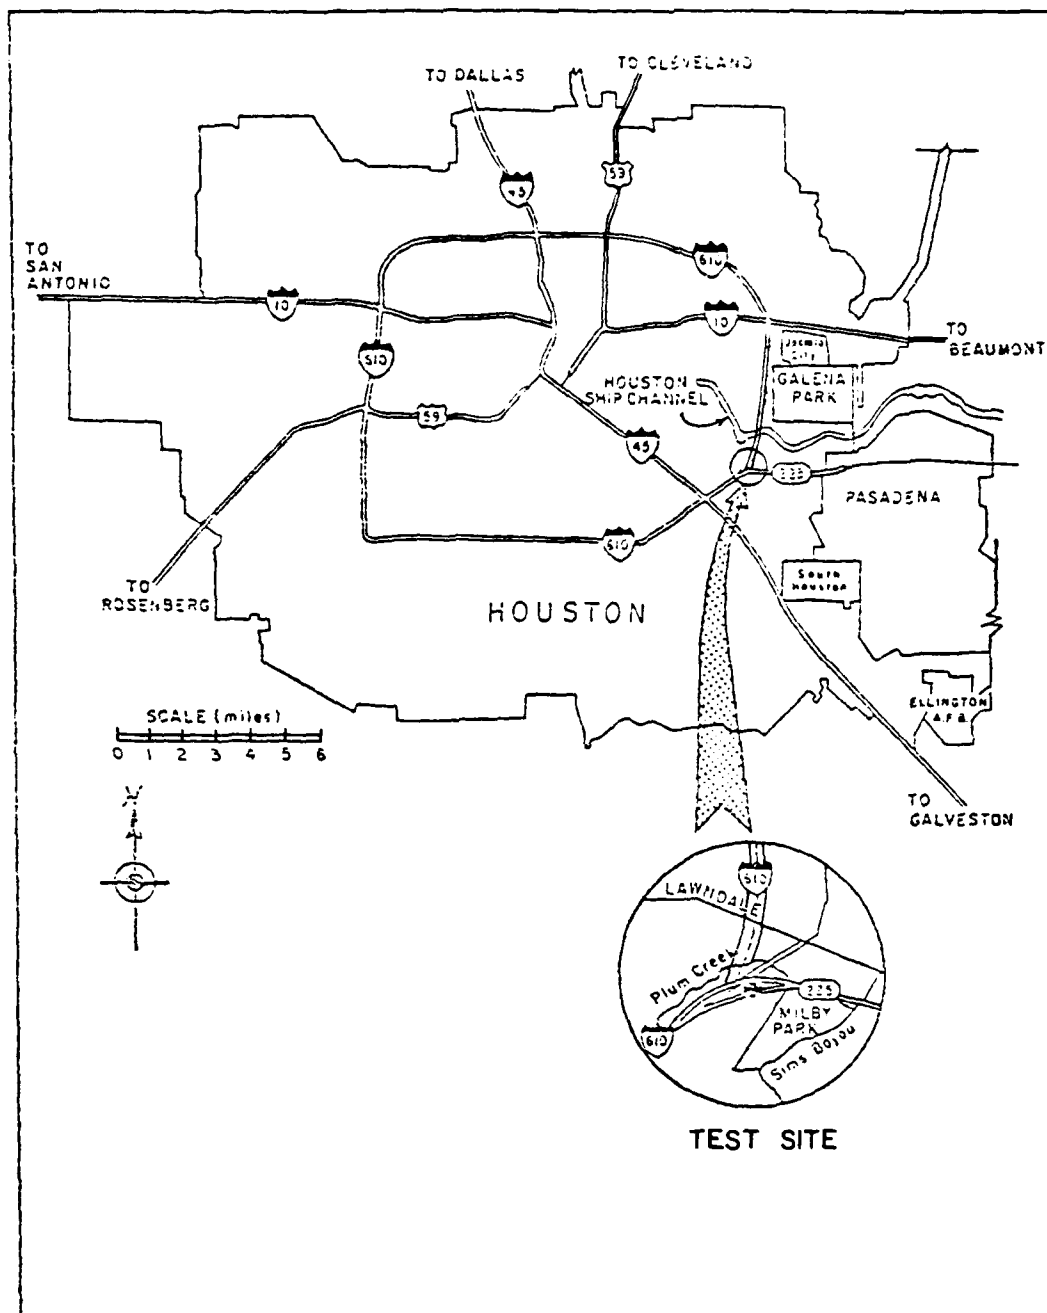 TO DALLAS
TO CLEVELAND
59
45
TO
SAN
ANTONIO
610
10
10
TO
BEAUMONT
610
Jacinto
City
HOUSTON
SHIP CHANNEL
GALENA
PARK
59
45
225
PASADENA
610
South
Houston
TO
ROSENBERG
HOUSTON
ELLINGTON
A.F.B.
SCALE (miles)
0 1 2 3 4 5 6
TO
GALVESTON
N
S
610
LAWNDALE
Plum Creek
225
MILBY
PARK
610
Sims Bayou
TEST SITE